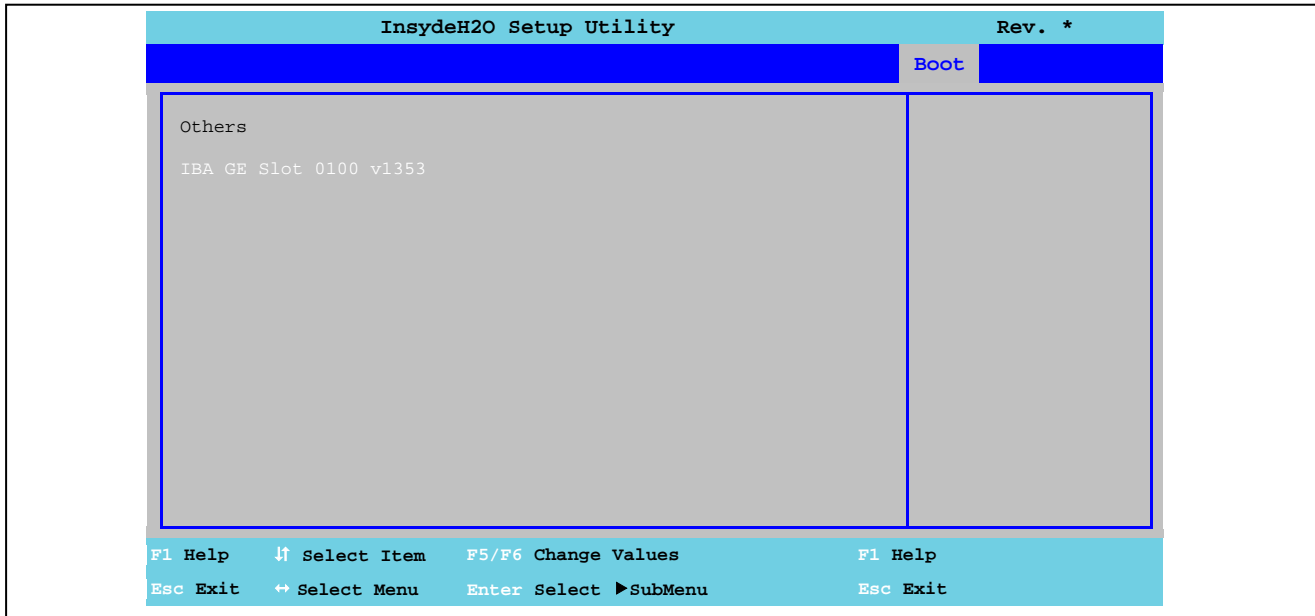 InsydeH2O Setup Utility Rev. *
Boot
Others
IBA GE Slot 0100 v1353
F1 Help ↓↑ Select Item F5/F6 Change Values F1 Help
Esc Exit ↔ Select Menu Enter Select ▶SubMenu Esc Exit